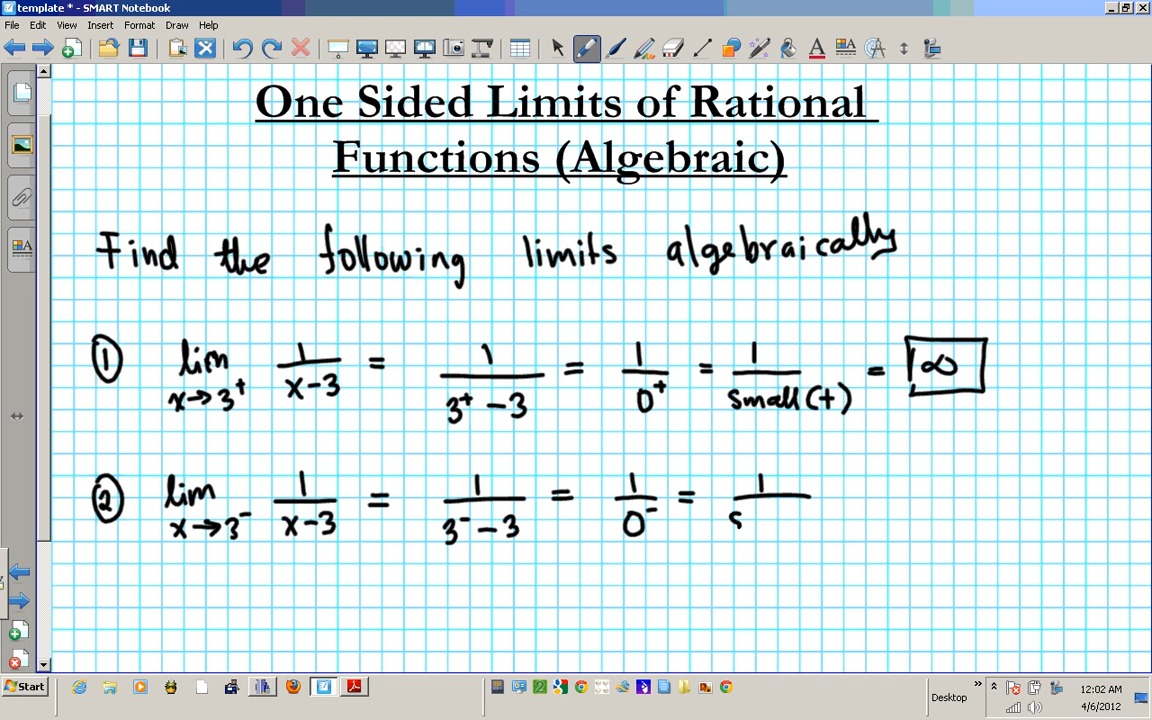 template * - SMART Notebook
File Edit View Insert Format Draw Help
One Sided Limits of Rational
Functions (Algebraic)
Find the following limits algebraically
① lim x→3⁺ 1/(x-3) = 1/(3⁺-3) = 1/0⁺ = 1/small(+) = ∞
② lim x→3⁻ 1/(x-3) = 1/(3⁻-3) = 1/0⁻ = 1/s
Start
Desktop
»
12:02 AM
4/6/2012